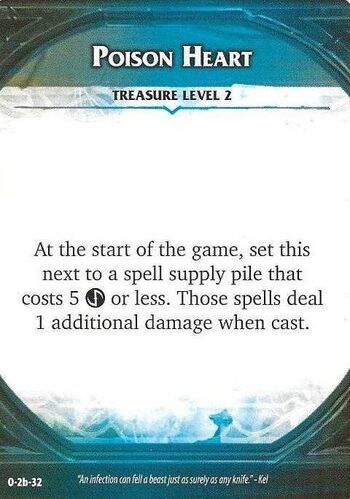 POISON HEART
TREASURE LEVEL 2
At the start of the game, set this
next to a spell supply pile that
costs 5 or less. Those spells deal
1 additional damage when cast.
0-2b-32
"An infection can fell a beast just as surely as any knife." - Kel